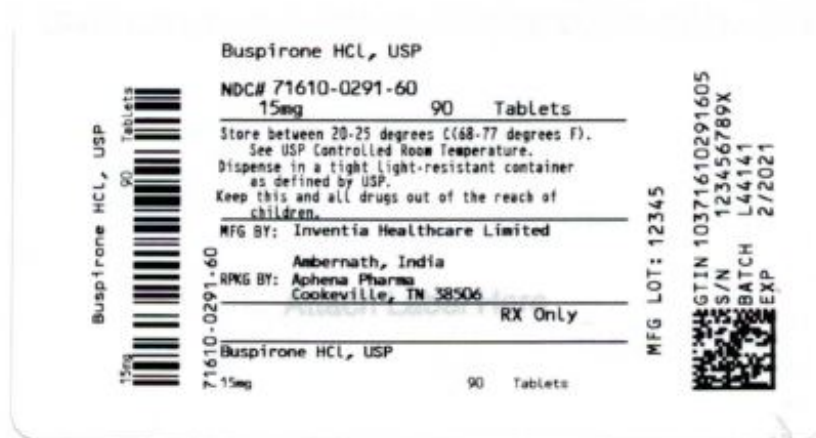 Buspirone HCl, USP
NDC# 71610-0291-60
15mg 90 Tablets
Store between 20-25 degrees C(68-77 degrees F).
See USP Controlled Room Temperature.
Dispense in a tight light-resistant container
as defined by USP.
Keep this and all drugs out of the reach of
children.
MFG BY: Inventia Healthcare Limited
Ambernath, India
RPKG BY: Aphena Pharma
Cookeville, TN 38506
Attach Label Here
RX Only
Buspirone HCl, USP
15mg 90 Tablets
Buspirone HCl, USP
15mg 90 Tablets
71610-0291-60
MFG LOT: 12345
GTIN 10371610291605
S/N 123456789X
BATCH L44141
EXP 2/2021